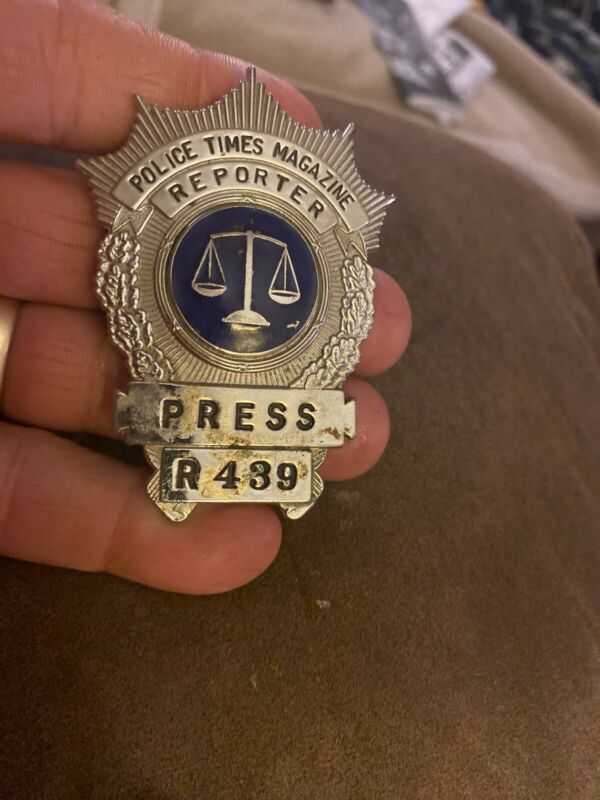 POLICE TIMES MAGAZINE
REPORTER
PRESS
R 439